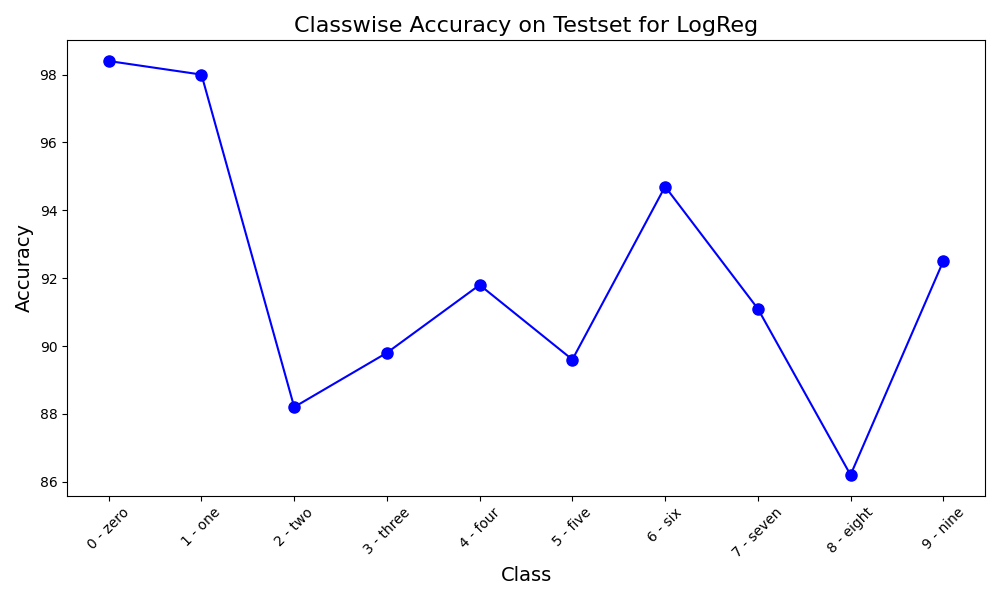 Classwise Accuracy on Testset for LogReg
Accuracy
98
96
94
92
90
88
86
0 - zero
1 - one
2 - two
3 - three
4 - four
5 - five
6 - six
7 - seven
8 - eight
9 - nine
Class